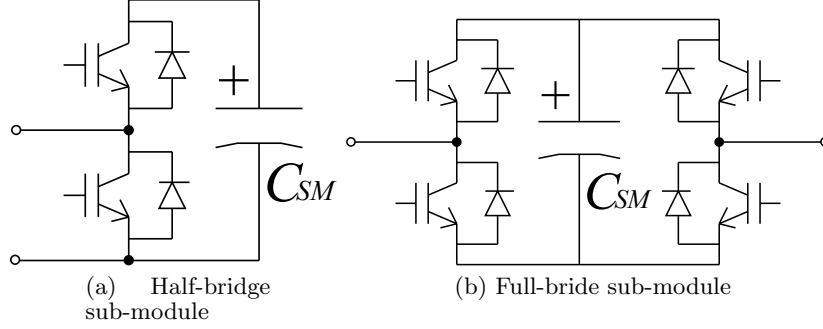 +
C_SM
+
C_SM
(a) Half-bridge
sub-module
(b) Full-bride sub-module